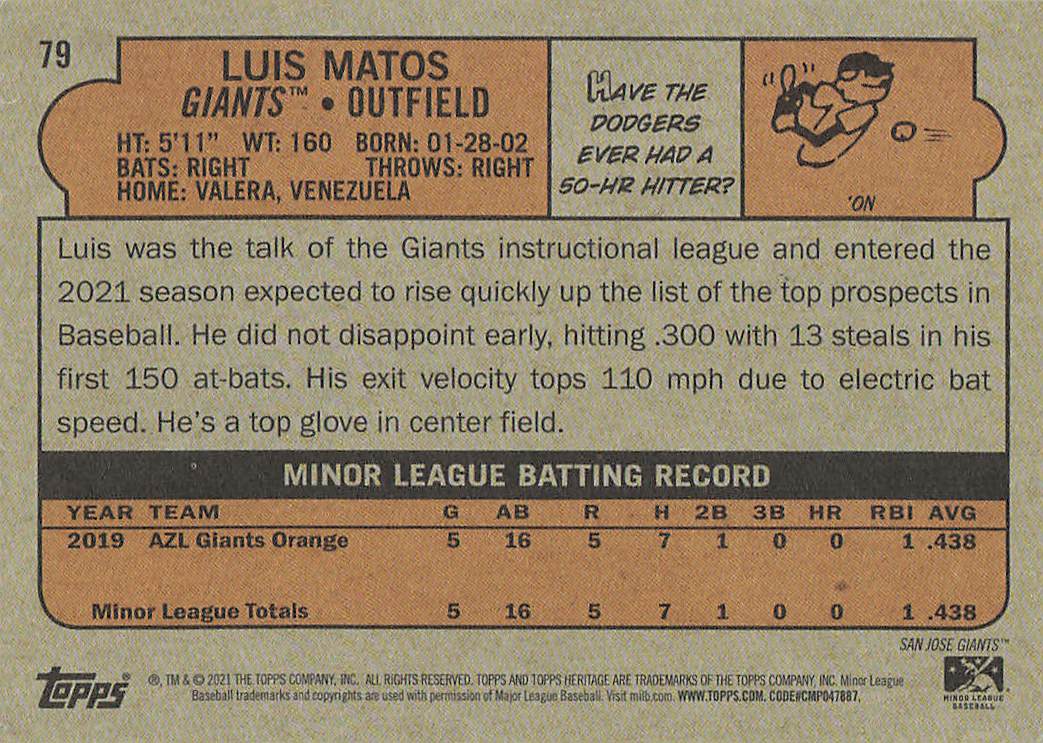 79
LUIS MATOS
GIANTS™ • OUTFIELD
HT: 5'11" WT: 160 BORN: 01-28-02
BATS: RIGHT THROWS: RIGHT
HOME: VALERA, VENEZUELA
HAVE THE
DODGERS
EVER HAD A
50-HR HITTER?
'ON
Luis was the talk of the Giants instructional league and entered the
2021 season expected to rise quickly up the list of the top prospects in
Baseball. He did not disappoint early, hitting .300 with 13 steals in his
first 150 at-bats. His exit velocity tops 110 mph due to electric bat
speed. He's a top glove in center field.
MINOR LEAGUE BATTING RECORD
YEAR TEAM G AB R H 2B 3B HR RBI AVG
2019 AZL Giants Orange 5 16 5 7 1 0 0 1 .438
Minor League Totals 5 16 5 7 1 0 0 1 .438
SAN JOSE GIANTS™
topps®
®, TM & © 2021 THE TOPPS COMPANY, INC. ALL RIGHTS RESERVED. TOPPS AND TOPPS HERITAGE ARE TRADEMARKS OF THE TOPPS COMPANY, INC. Minor League
Baseball trademarks and copyrights are used with permission of Major League Baseball. Visit milb.com. WWW.TOPPS.COM. CODE#CMP047887.
MINOR LEAGUE
BASEBALL